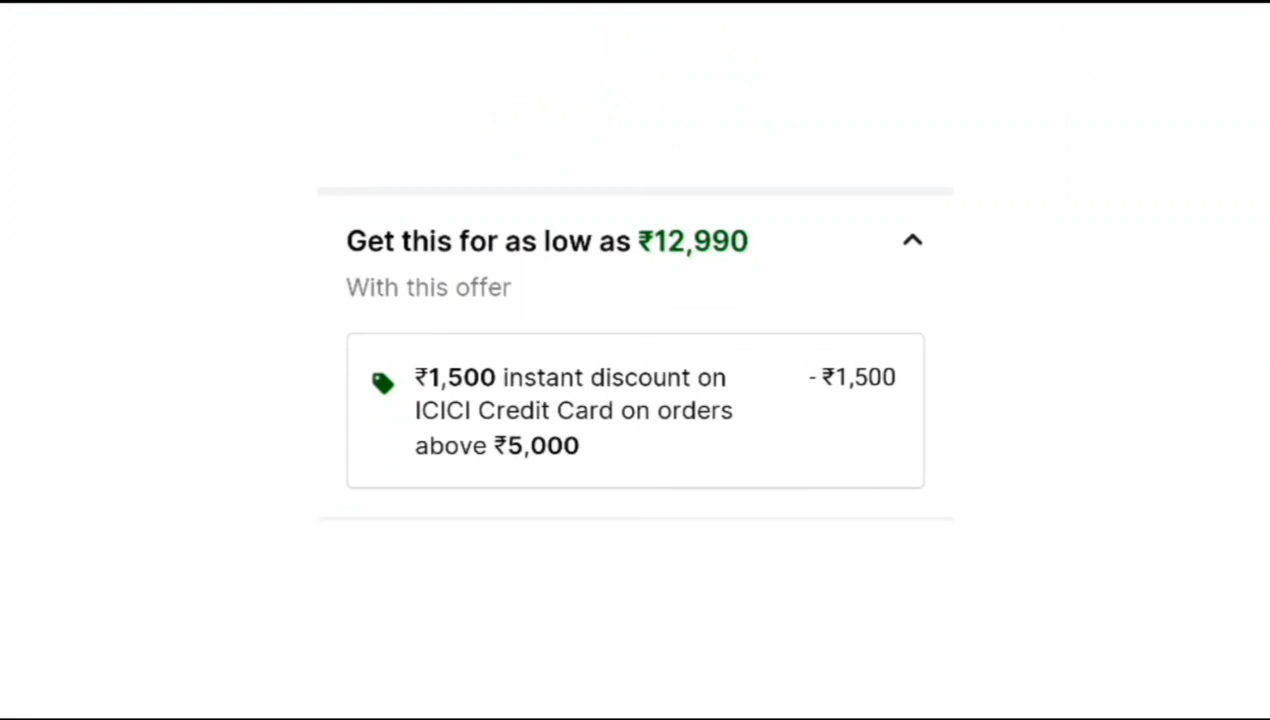 Get this for as low as ₹12,990
With this offer
₹1,500 instant discount on
- ₹1,500
ICICI Credit Card on orders
above ₹5,000